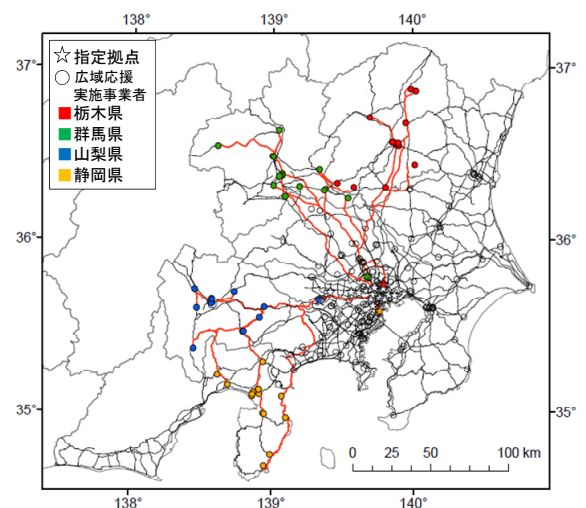 138° 139° 140°
37° 37°
☆ 指定拠点
○ 広域応援
実施事業者
栃木県
群馬県
山梨県
静岡県
36° 36°
35° 35°
0 25 50 100 km
138° 139° 140°